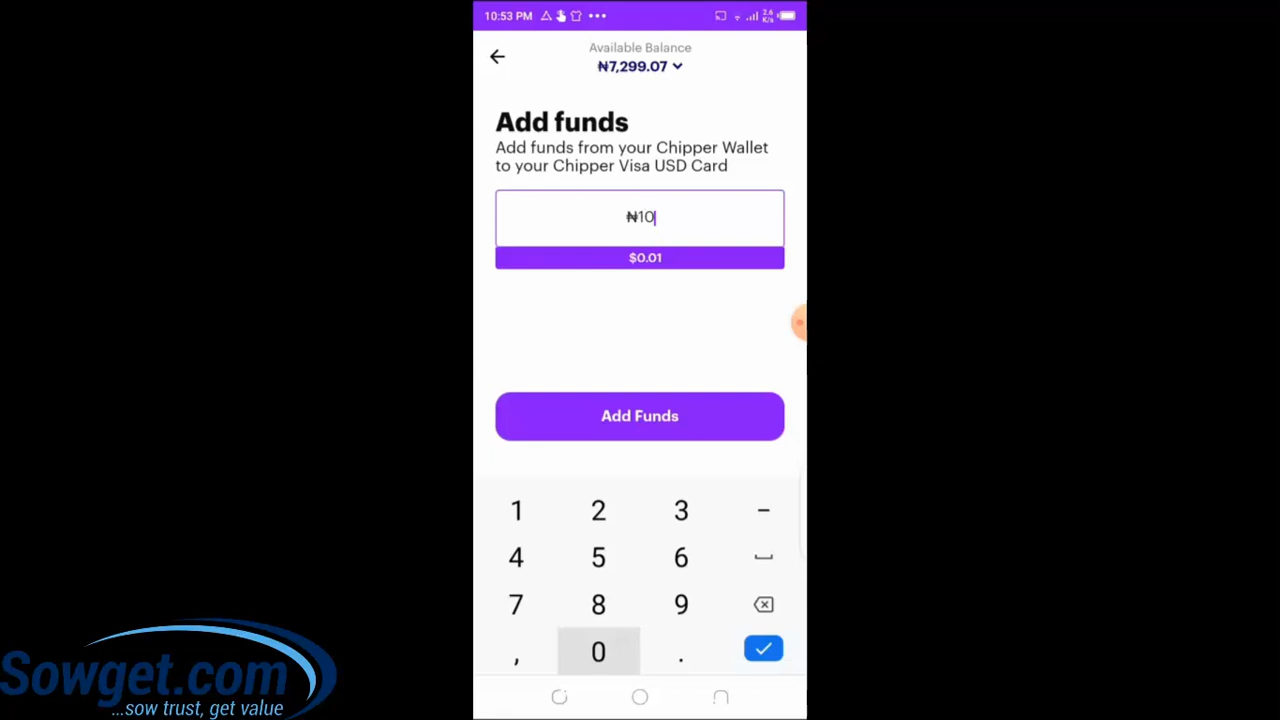 10:53 PM
2.6
K/s
Available Balance
₦7,299.07
Add funds
Add funds from your Chipper Wallet
to your Chipper Visa USD Card
₦10
$0.01
Add Funds
1 2 3 -
4 5 6
7 8 9
, 0 .
Sowget.com
...sow trust, get value